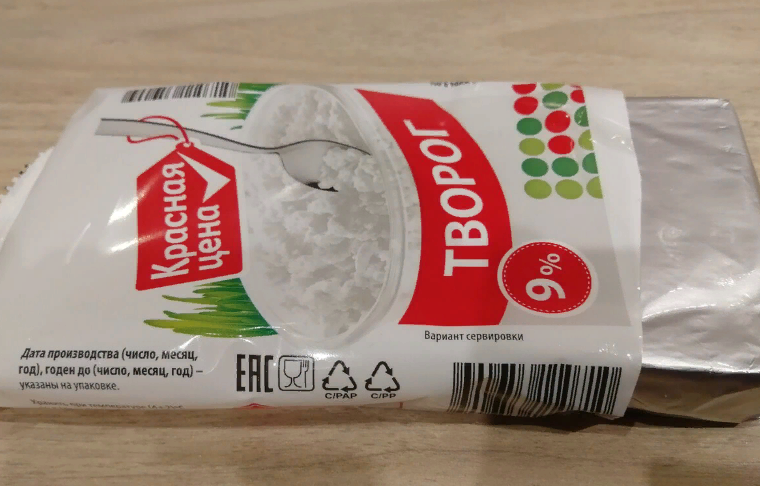 Красная
цена
ТВОРОГ
9%
Вариант сервировки
Дата производства (число, месяц,
год), годен до (число, месяц, год) –
указаны на упаковке.
ЕАС
C/PAP
C/PP